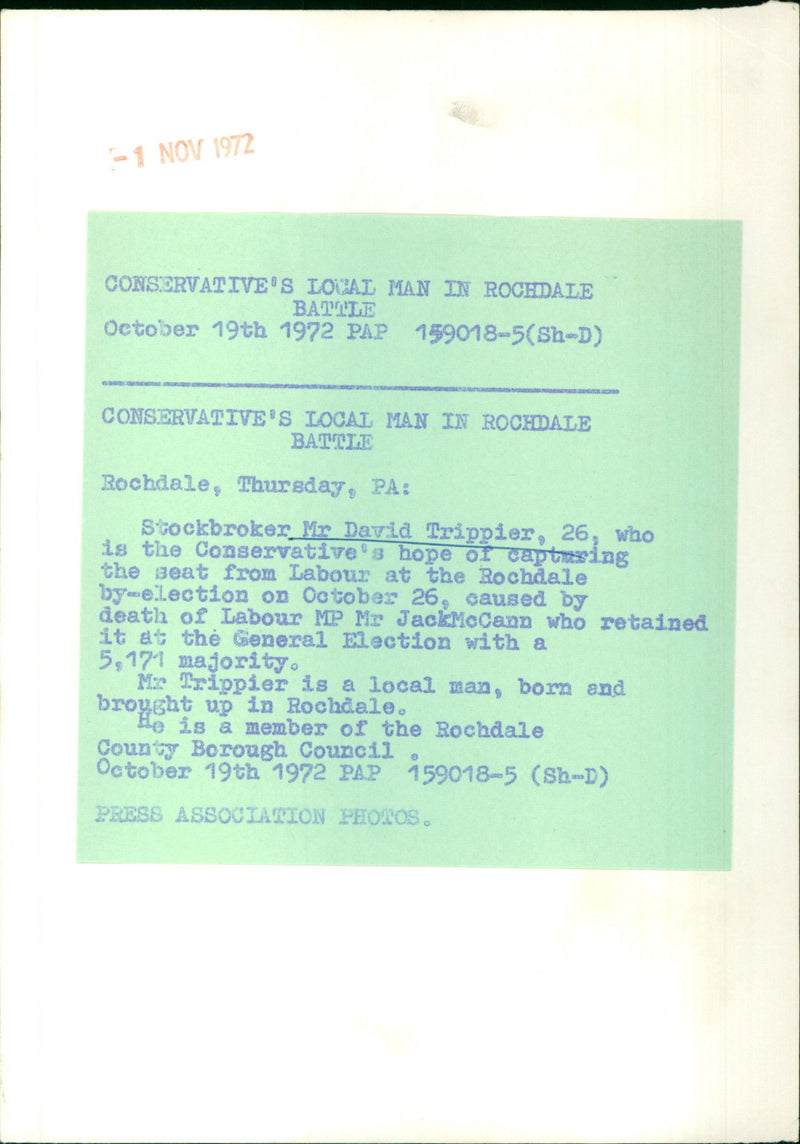 -1 NOV 1972
CONSERVATIVE'S LOCAL MAN IN ROCHDALE
BATTLE
October 19th 1972 PAP 159018-5(Sh-D)
CONSERVATIVE'S LOCAL MAN IN ROCHDALE
BATTLE
Rochdale, Thursday, PA:
Stockbroker Mr David Trippier, 26, who
is the Conservative's hope of capturing
the seat from Labour at the Rochdale
by-election on October 26, caused by
death of Labour MP Mr JackMcCann who retained
it at the General Election with a
5,171 majority.
Mr Trippier is a local man, born and
brought up in Rochdale.
He is a member of the Rochdale
County Borough Council .
October 19th 1972 PAP 159018-5 (Sh-D)
PRESS ASSOCIATION PHOTOS.